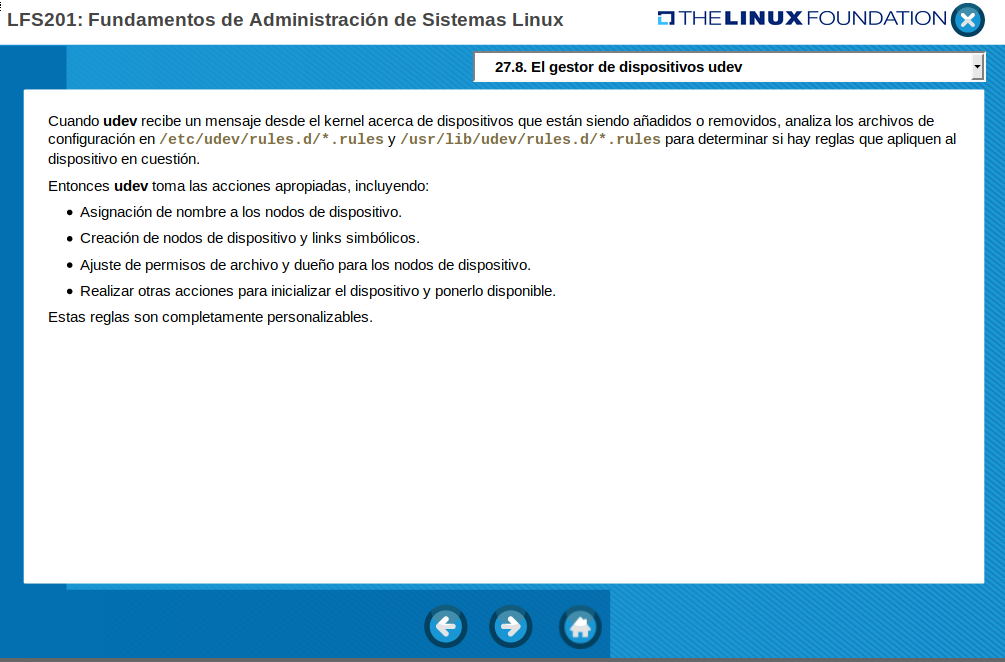 LFS201: Fundamentos de Administración de Sistemas Linux
THE LINUX FOUNDATION
27.8. El gestor de dispositivos udev
Cuando udev recibe un mensaje desde el kernel acerca de dispositivos que están siendo añadidos o removidos, analiza los archivos de
configuración en /etc/udev/rules.d/*.rules y /usr/lib/udev/rules.d/*.rules para determinar si hay reglas que apliquen al
dispositivo en cuestión.
Entonces udev toma las acciones apropiadas, incluyendo:
• Asignación de nombre a los nodos de dispositivo.
• Creación de nodos de dispositivo y links simbólicos.
• Ajuste de permisos de archivo y dueño para los nodos de dispositivo.
• Realizar otras acciones para inicializar el dispositivo y ponerlo disponible.
Estas reglas son completamente personalizables.